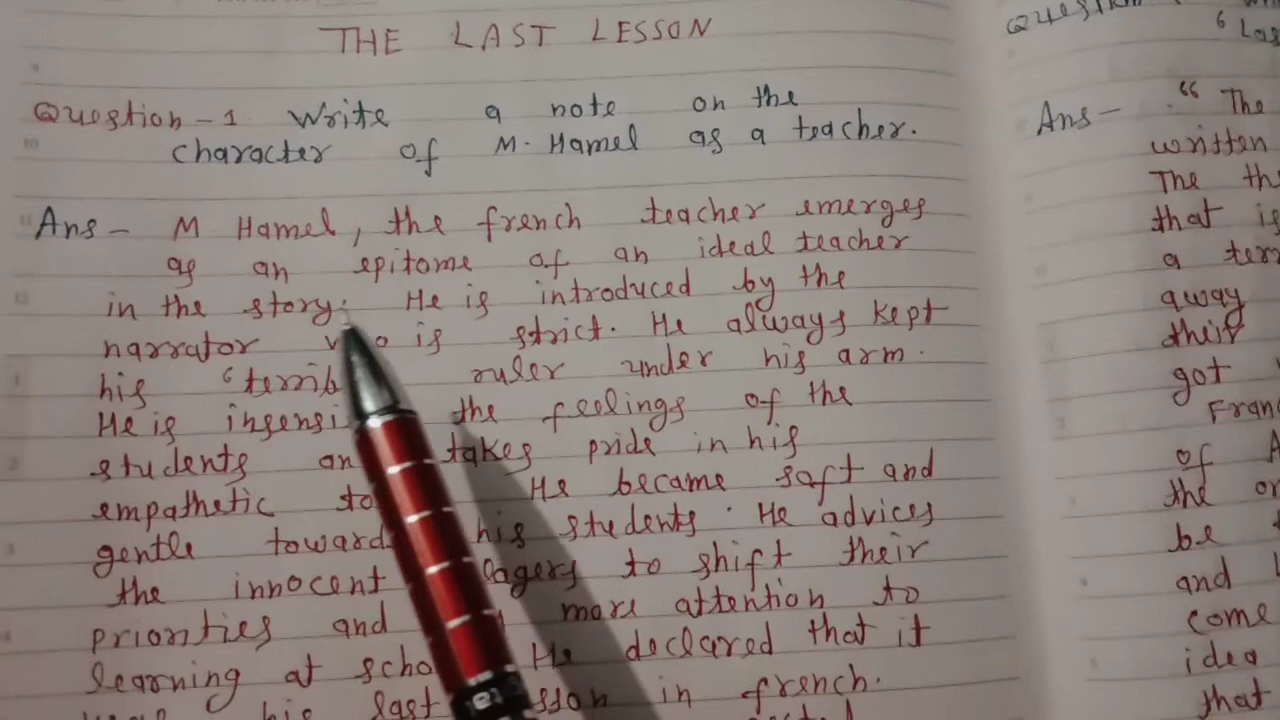 THE LAST LESSON
Question-1 Write a note on the
character of M. Hamel as a teacher.
Ans- M Hamel, the french teacher emerges
as an epitome of an ideal teacher
in the story. He is introduced by the
narrator is strict. He always kept
his ruler under his arm.
He is the feelings of the
students takes pride in his
empathetic He became soft and
gentle his students. He advices
the innocent to shift their
priorities and more attention to
learning at He declared that it
his last in french.
Question
Ans- "The
written
The
that is
a
away
their
got
of
the
be
and
come
idea
that